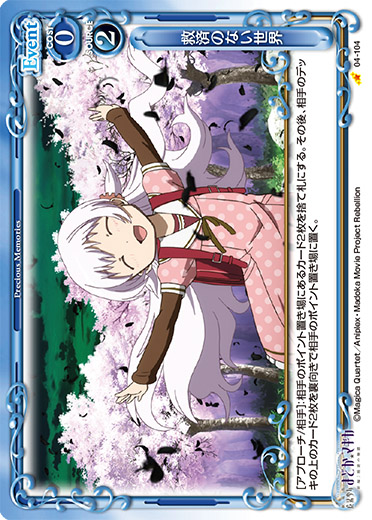 Event
COST
0
SOURCE
2
救済のない世界
Precious Memories
[アプローチ/相手]:相手のポイント置き場にあるカード2枚を捨て札にする。その後、相手のデッ
キの上のカード2枚を裏向きで相手のポイント置き場に置く。
©Magica Quartet/Aniplex・Madoka Movie Project Rebellion
04-104